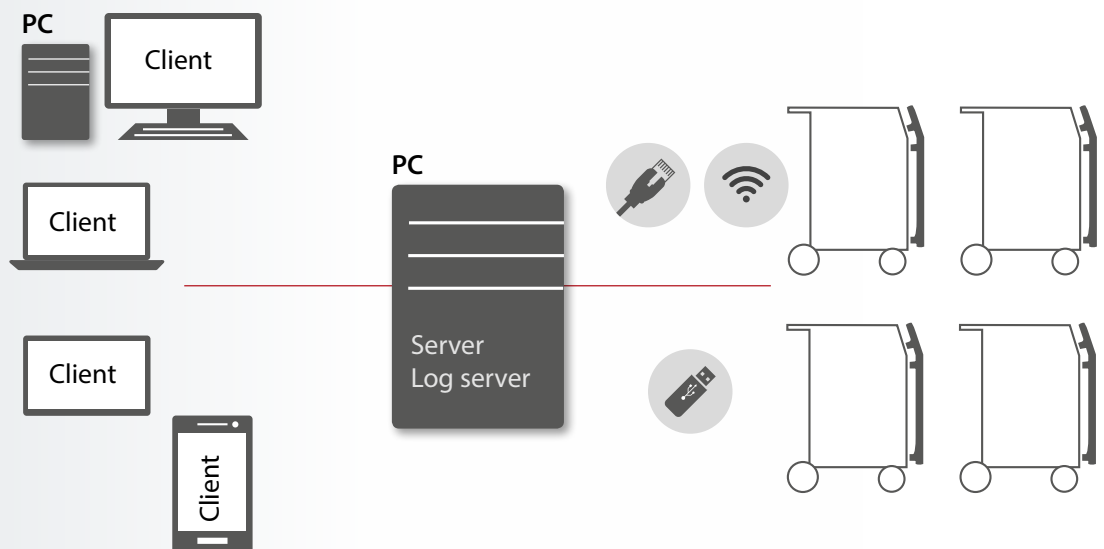 PC
Client
Client
Client
Client
PC
Server
Log server